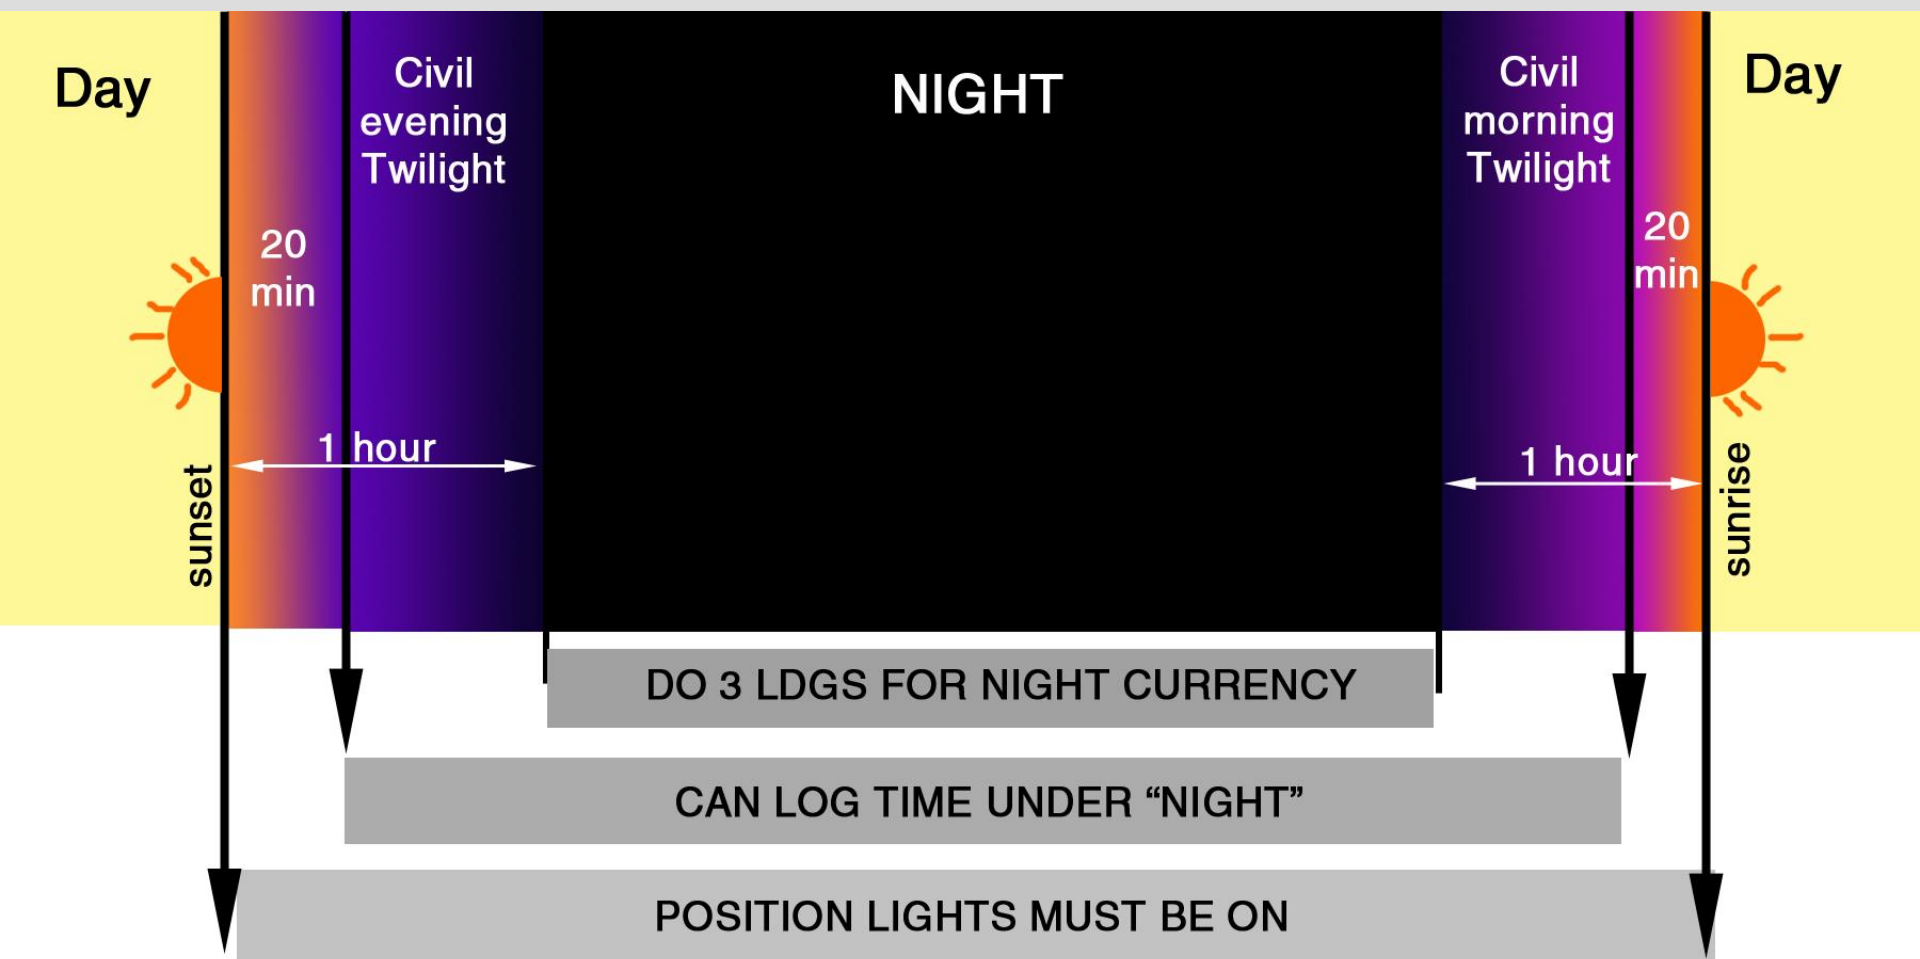 Day
Civil
evening
Twilight
NIGHT
Civil
morning
Twilight
Day
20
min
20
min
1 hour
1 hour
sunset
sunrise
DO 3 LDGS FOR NIGHT CURRENCY
CAN LOG TIME UNDER “NIGHT”
POSITION LIGHTS MUST BE ON